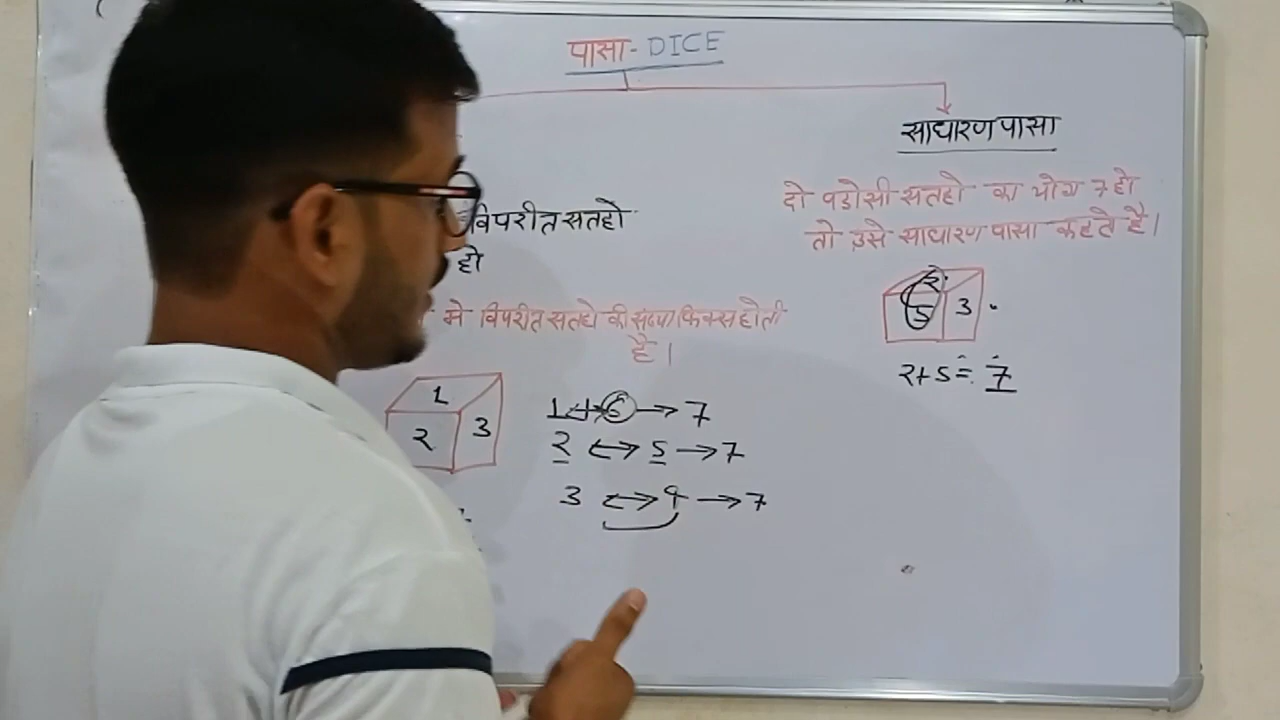 पासा - DICE
साधारण पासा
दो पडोसी सतहो का योग 7 हो
तो उसे साधारण पासा कहते है।
विपरीत सतहो
हो
मे विपरीत सतहो की संख्या फिक्स होती
है।
2
5
3
2+5= 7
1
2
3
1 ↔ 6 → 7
2 ↔ 5 → 7
3 ↔ 4 → 7